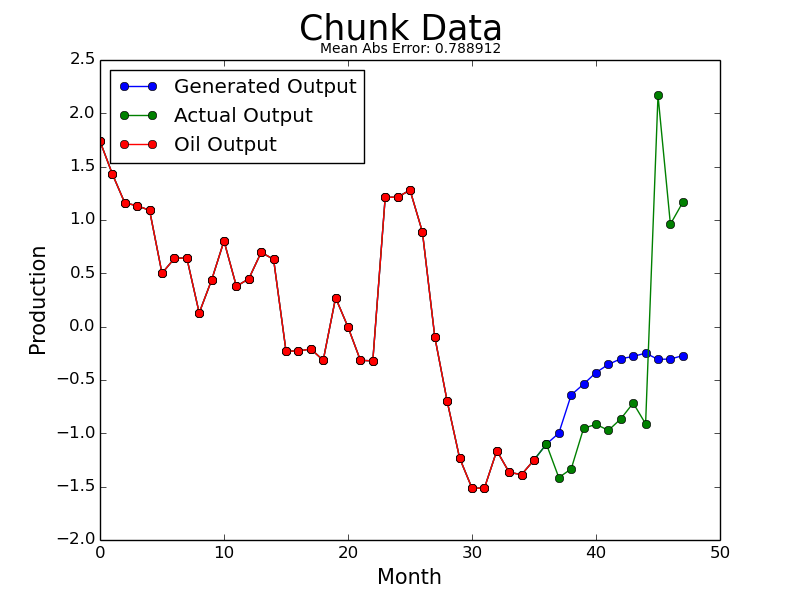 Chunk Data
Mean Abs Error: 0.788912
Generated Output
Actual Output
Oil Output
2.5
2.0
1.5
1.0
0.5
0.0
−0.5
−1.0
−1.5
−2.0
Production
0 10 20 30 40 50
Month